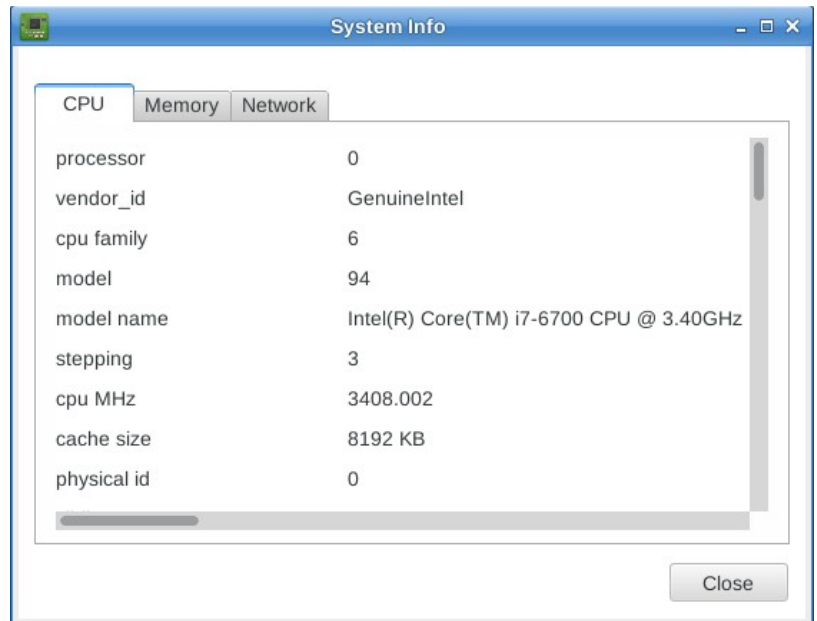 System Info
CPU Memory Network
processor 0
vendor_id GenuineIntel
cpu family 6
model 94
model name Intel(R) Core(TM) i7-6700 CPU @ 3.40GHz
stepping 3
cpu MHz 3408.002
cache size 8192 KB
physical id 0
Close